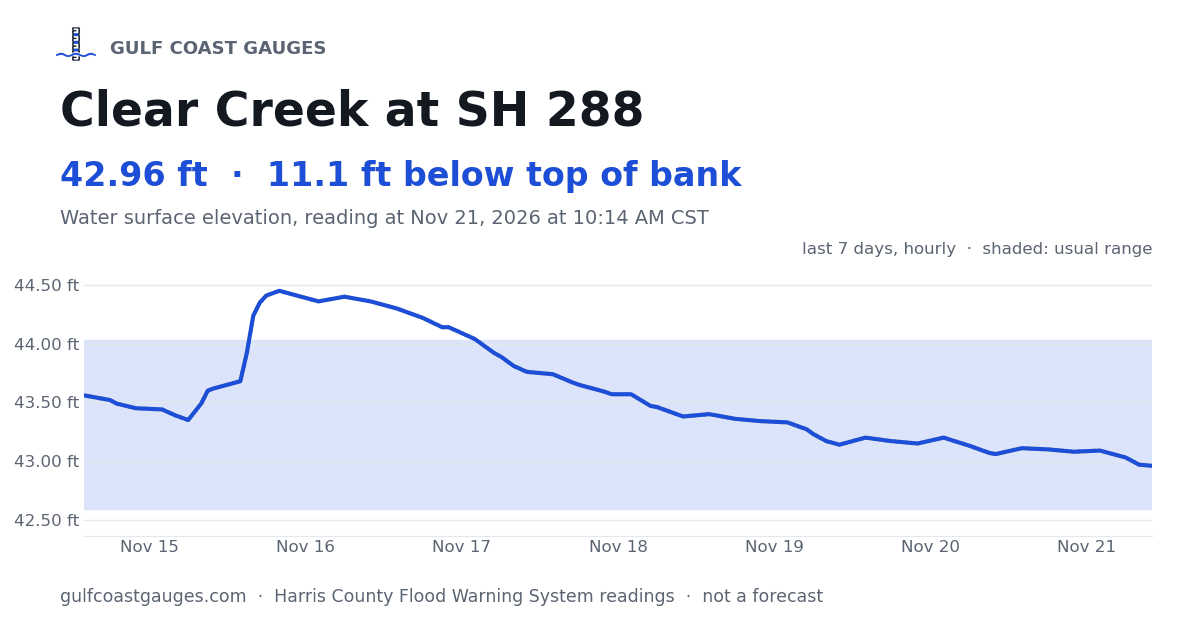 GULF COAST GAUGES
Clear Creek at SH 288
42.96 ft · 11.1 ft below top of bank
Water surface elevation, reading at Nov 21, 2026 at 10:14 AM CST
last 7 days, hourly · shaded: usual range
44.50 ft
44.00 ft
43.50 ft
43.00 ft
42.50 ft
Nov 15 Nov 16 Nov 17 Nov 18 Nov 19 Nov 20 Nov 21
gulfcoastgauges.com · Harris County Flood Warning System readings · not a forecast